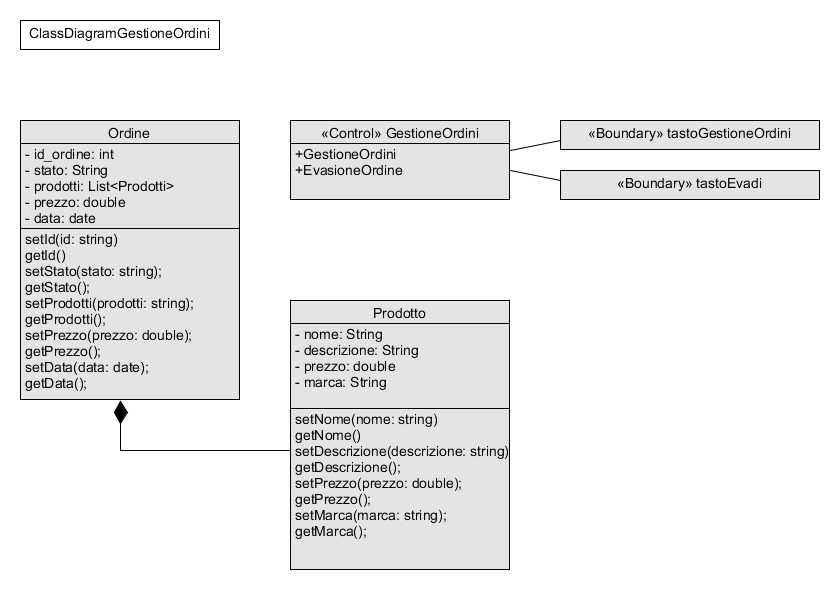 ClassDiagramGestioneOrdini
Ordine
- id_ordine: int
- stato: String
- prodotti: List<Prodotti>
- prezzo: double
- data: date
setId(id: string)
getId()
setStato(stato: string);
getStato();
setProdotti(prodotti: string);
getProdotti();
setPrezzo(prezzo: double);
getPrezzo();
setData(data: date);
getData();
«Control» GestioneOrdini
+GestioneOrdini
+EvasioneOrdine
«Boundary» tastoGestioneOrdini
«Boundary» tastoEvadi
Prodotto
- nome: String
- descrizione: String
- prezzo: double
- marca: String
setNome(nome: string)
getNome()
setDescrizione(descrizione: string)
getDescrizione();
setPrezzo(prezzo: double);
getPrezzo();
setMarca(marca: string);
getMarca();